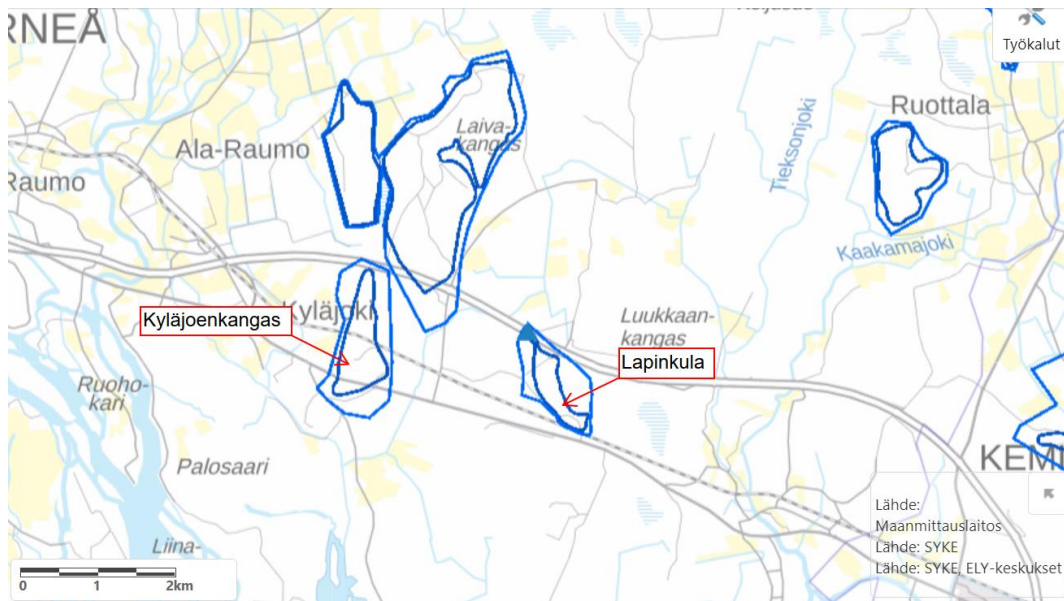 RNEÅ
Työkalut
Ruottala
Laiva-
kangas
Tieksonjoki
Ala-Raumo
Raumo
Kaakamajoki
Kyläjoki
Kyläjoenkangas
Luukkaan-
kangas
Lapinkula
Ruoho-
kari
KEMI
Palosaari
Liina-
Lähde:
Maanmittauslaitos
Lähde: SYKE
Lähde: SYKE, ELY-keskukset
0 1 2km